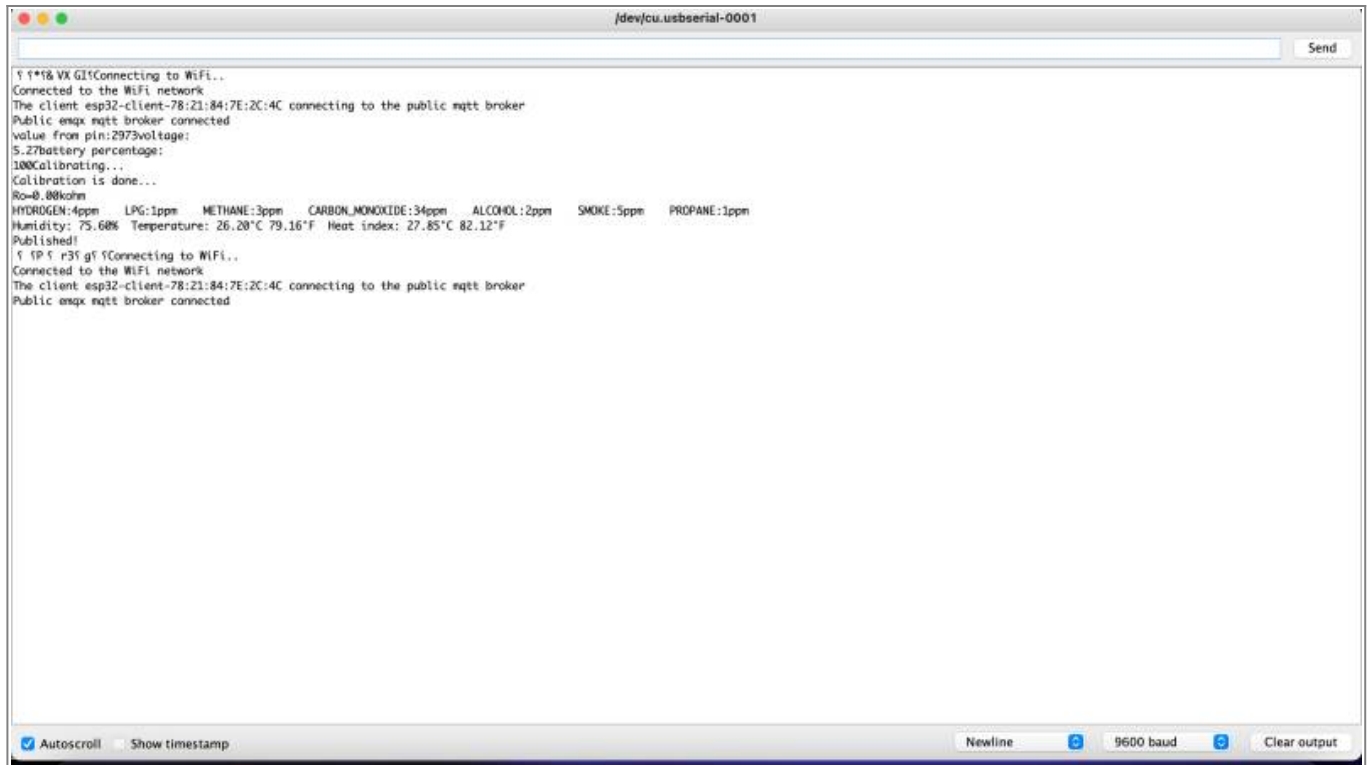 /dev/cu.usbserial-0001
Send
Connecting to WiFi..
Connected to the WiFi network
The client esp32-client-78:21:84:7E:2C:4C connecting to the public mqtt broker
Public emqx mqtt broker connected
value from pin:2973voltage:
5.27battery percentage:
100Calibrating...
Calibration is done...
Ro=0.00kohm
HYDROGEN:4ppm LPG:1ppm METHANE:3ppm CARBON_MONOXIDE:34ppm ALCOHOL:2ppm SMOKE:5ppm PROPANE:1ppm
Humidity: 75.60% Temperature: 26.20°C 79.16°F Heat index: 27.85°C 82.12°F
Published!
Connecting to WiFi..
Connected to the WiFi network
The client esp32-client-78:21:84:7E:2C:4C connecting to the public mqtt broker
Public emqx mqtt broker connected
Autoscroll Show timestamp Newline 9600 baud Clear output